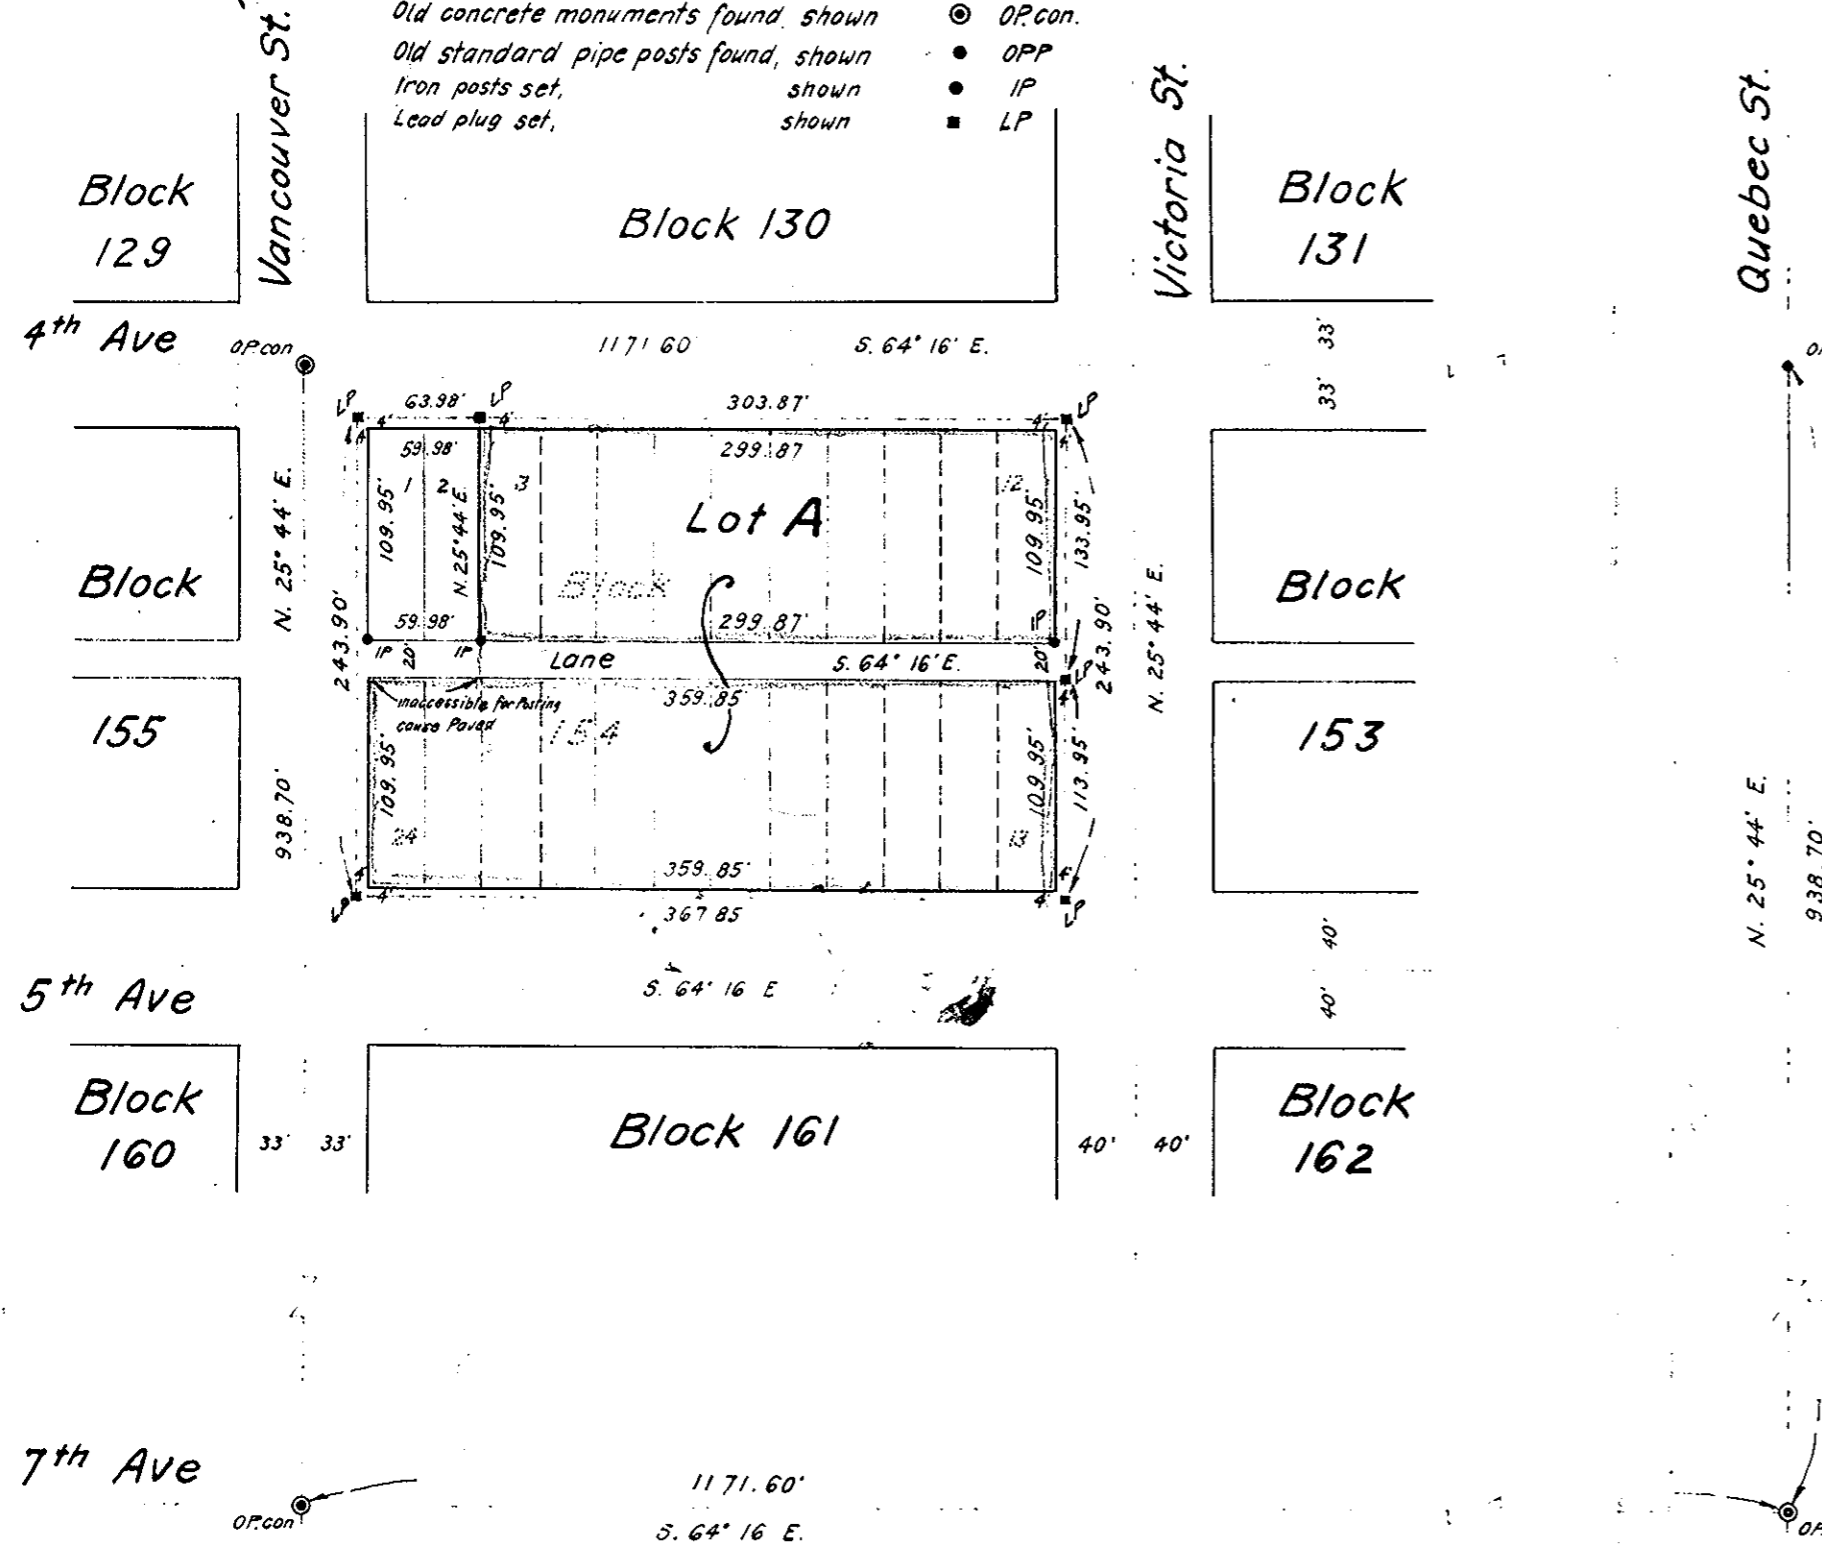 Old concrete monuments found, shown OP.con.
Old standard pipe posts found, shown OPP
Iron posts set, shown IP
Lead plug set, shown LP
Vancouver St.
Victoria St.
Quebec St.
Block 129
Block 130
Block 131
4th Ave
OP.con
1171.60
S. 64° 16' E.
33'
33'
LP
63.98'
LP
303.87'
LP
4'
4'
4'
4'
4'
59.98'
299.87
1
2
3
12
109.95'
N. 25° 44' E.
109.95'
Lot A
109.95'
133.95'
N. 25° 44' E.
Block
Block
Block
243.90'
59.98'
299.87'
IP
243.90'
N. 25° 44' E.
IP
20'
IP
Lane
S. 64° 16' E.
20'
LP
4'
inaccessible for Posting
cause Paved
359.85
155
154
153
109.95'
109.95'
113.95'
938.70'
24
13
359.85'
4'
4'
4'
4'
LP
367.85
LP
N. 25° 44' E.
938.70'
40'
5th Ave
S. 64° 16 E
40'
Block 160
33'
33'
Block 161
40'
40'
Block 162
7th Ave
OP.con
1171.60'
S. 64° 16 E.